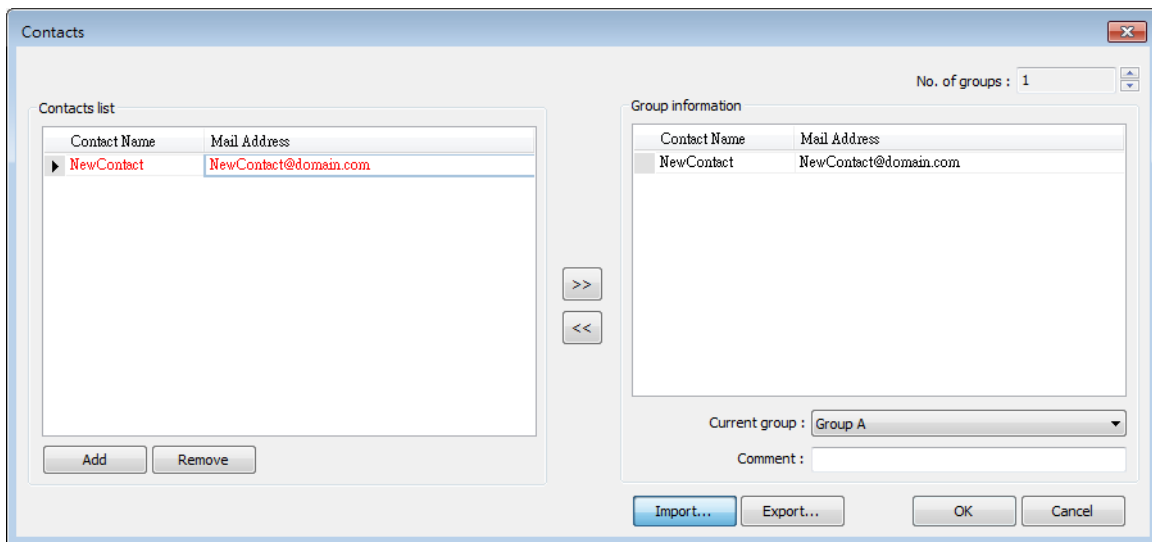 Contacts
No. of groups : 1
Contacts list
Contact Name Mail Address
NewContact NewContact@domain.com
Add Remove
>>
<<
Group information
Contact Name Mail Address
NewContact NewContact@domain.com
Current group : Group A
Comment :
Import... Export... OK Cancel